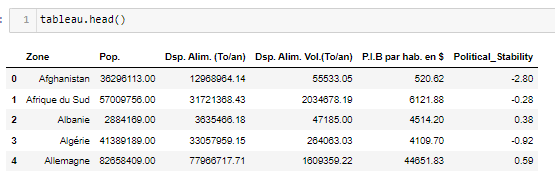 1 tableau.head()
Zone Pop. Dsp. Alim. (To/an) Dsp. Alim. Vol.(To/an) P.I.B par hab. en $ Political_Stability
0 Afghanistan 36296113.00 12968964.14 55533.05 520.62 -2.80
1 Afrique du Sud 57009756.00 31721368.43 2034678.19 6121.88 -0.28
2 Albanie 2884169.00 3635466.18 47185.00 4514.20 0.38
3 Algérie 41389189.00 33057959.15 264063.03 4109.70 -0.92
4 Allemagne 82658409.00 77966717.71 1609359.22 44651.83 0.59